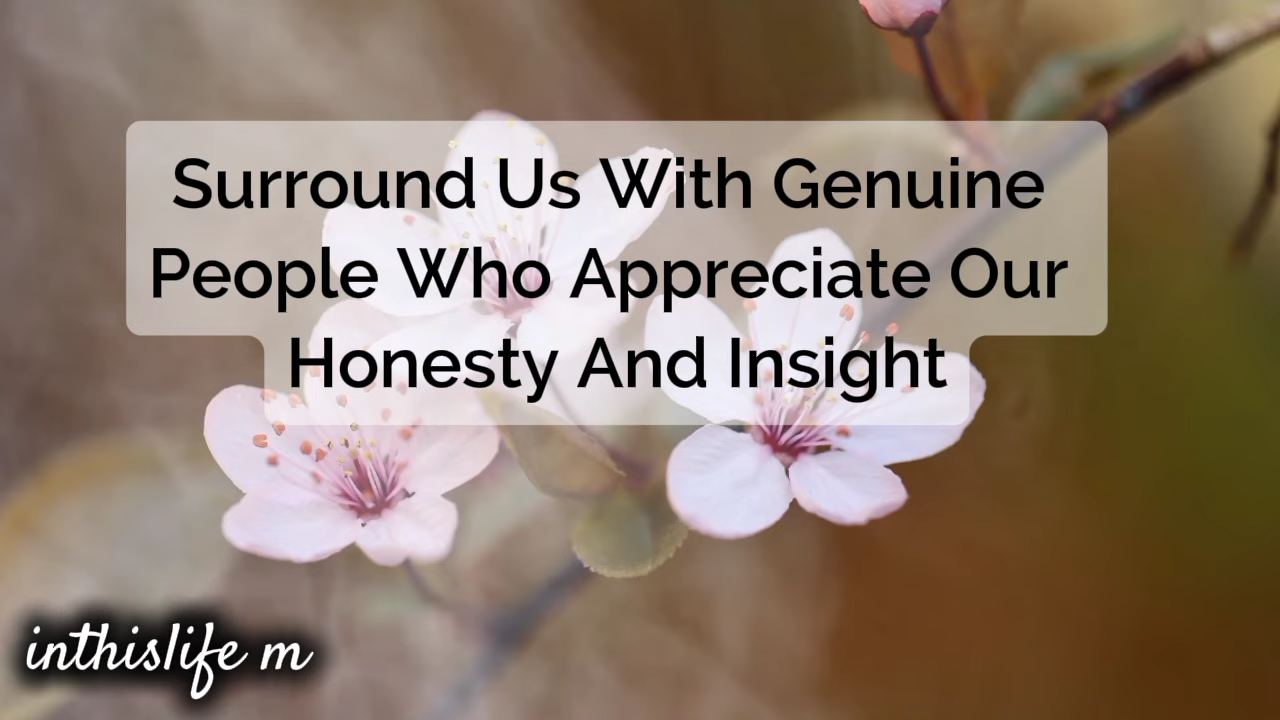 Surround Us With Genuine
People Who Appreciate Our
Honesty And Insight
inthislife m